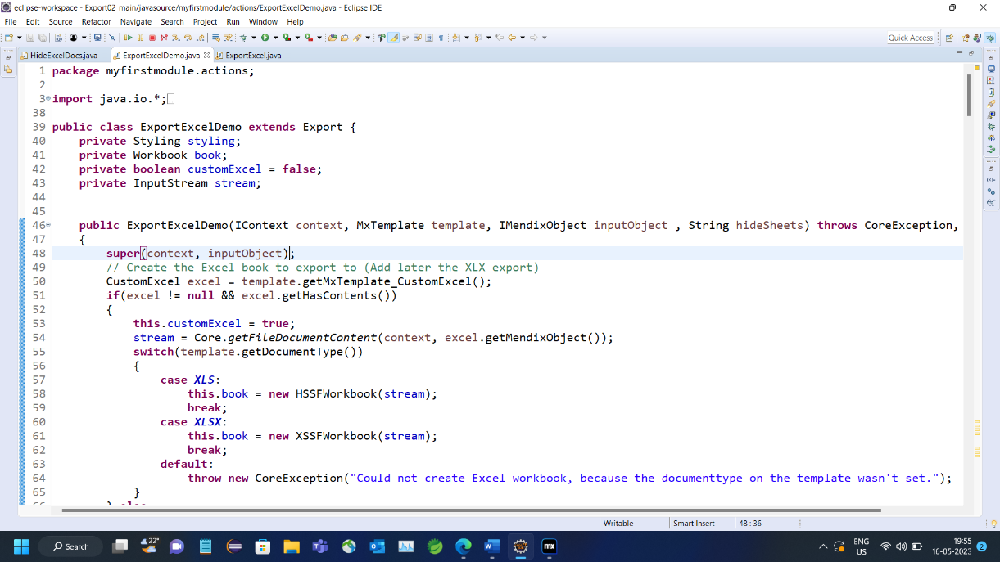 eclipse-workspace - Export02_main/javasource/myfirstmodule/actions/ExportExcelDemo.java - Eclipse IDE
File Edit Source Refactor Navigate Search Project Run Window Help
Quick Access
HideExcelDocs.java ExportExcelDemo.java ExportExcel.java
1 package myfirstmodule.actions;
2
3 import java.io.*;
38
39 public class ExportExcelDemo extends Export {
40 private Styling styling;
41 private Workbook book;
42 private boolean customExcel = false;
43 private InputStream stream;
44
45
46 public ExportExcelDemo(IContext context, MxTemplate template, IMendixObject inputObject , String hideSheets) throws CoreException,
47 {
48 super(context, inputObject);
49 // Create the Excel book to export to (Add later the XLX export)
50 CustomExcel excel = template.getMxTemplate_CustomExcel();
51 if(excel != null && excel.getHasContents())
52 {
53 this.customExcel = true;
54 stream = Core.getFileDocumentContent(context, excel.getMendixObject());
55 switch(template.getDocumentType())
56 {
57 case XLS:
58 this.book = new HSSFWorkbook(stream);
59 break;
60 case XLSX:
61 this.book = new XSSFWorkbook(stream);
62 break;
63 default:
64 throw new CoreException("Could not create Excel workbook, because the documenttype on the template wasn't set.");
65 }
Writable Smart Insert 48 : 36
22° Search ENG US 19:55 16-05-2023 2
mx